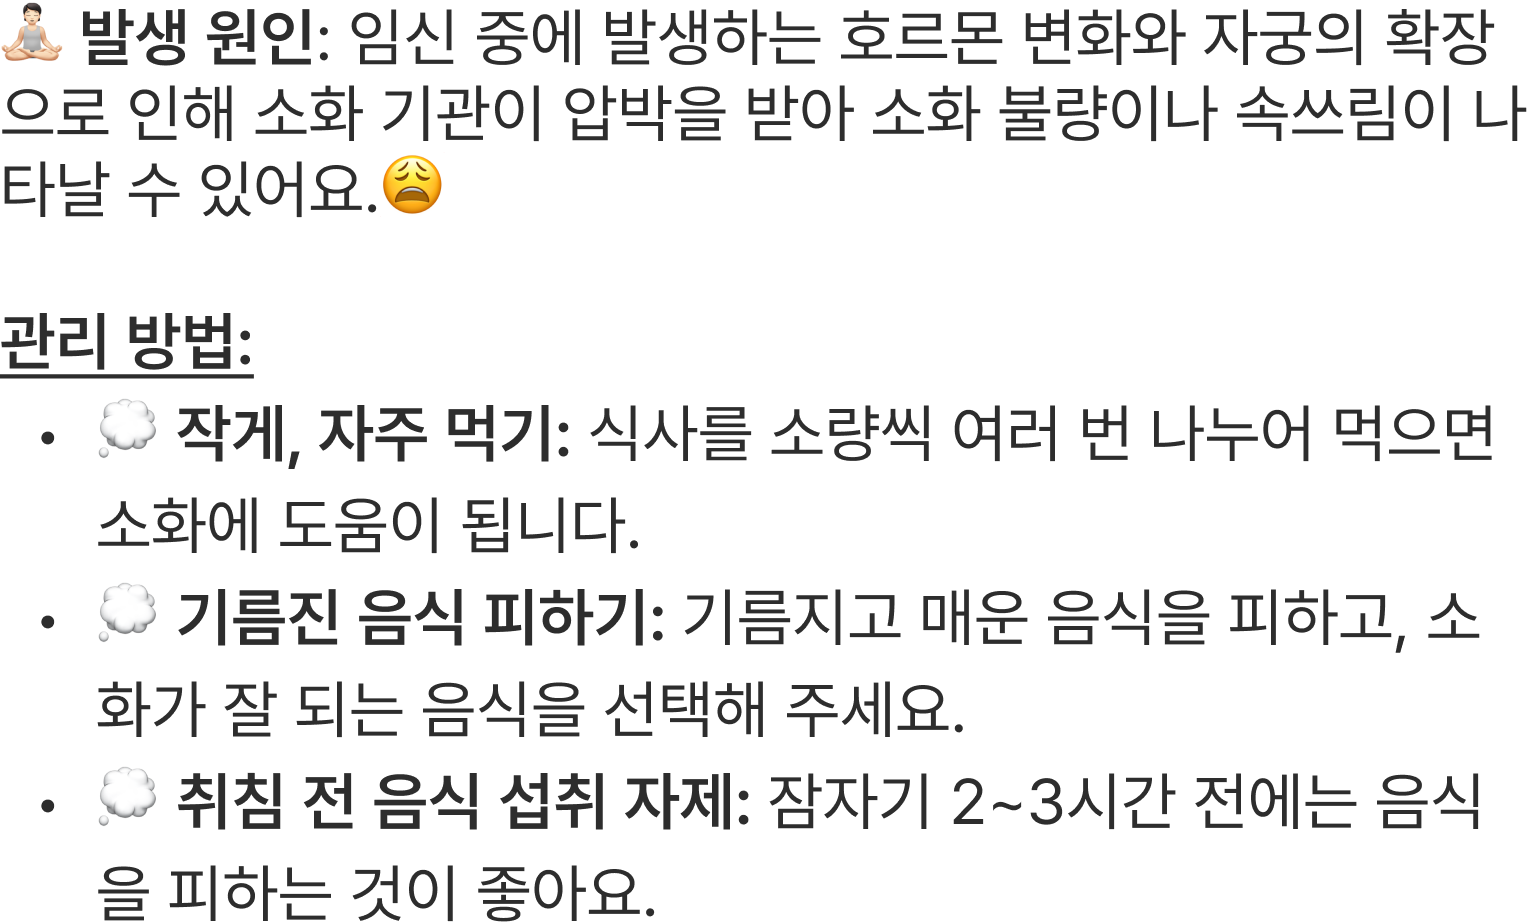 🧘🏻 발생 원인: 임신 중에 발생하는 호르몬 변화와 자궁의 확장
으로 인해 소화 기관이 압박을 받아 소화 불량이나 속쓰림이 나
타날 수 있어요.😩
관리 방법:
• 💭 작게, 자주 먹기: 식사를 소량씩 여러 번 나누어 먹으면
소화에 도움이 됩니다.
• 💭 기름진 음식 피하기: 기름지고 매운 음식을 피하고, 소
화가 잘 되는 음식을 선택해 주세요.
• 💭 취침 전 음식 섭취 자제: 잠자기 2~3시간 전에는 음식
을 피하는 것이 좋아요.